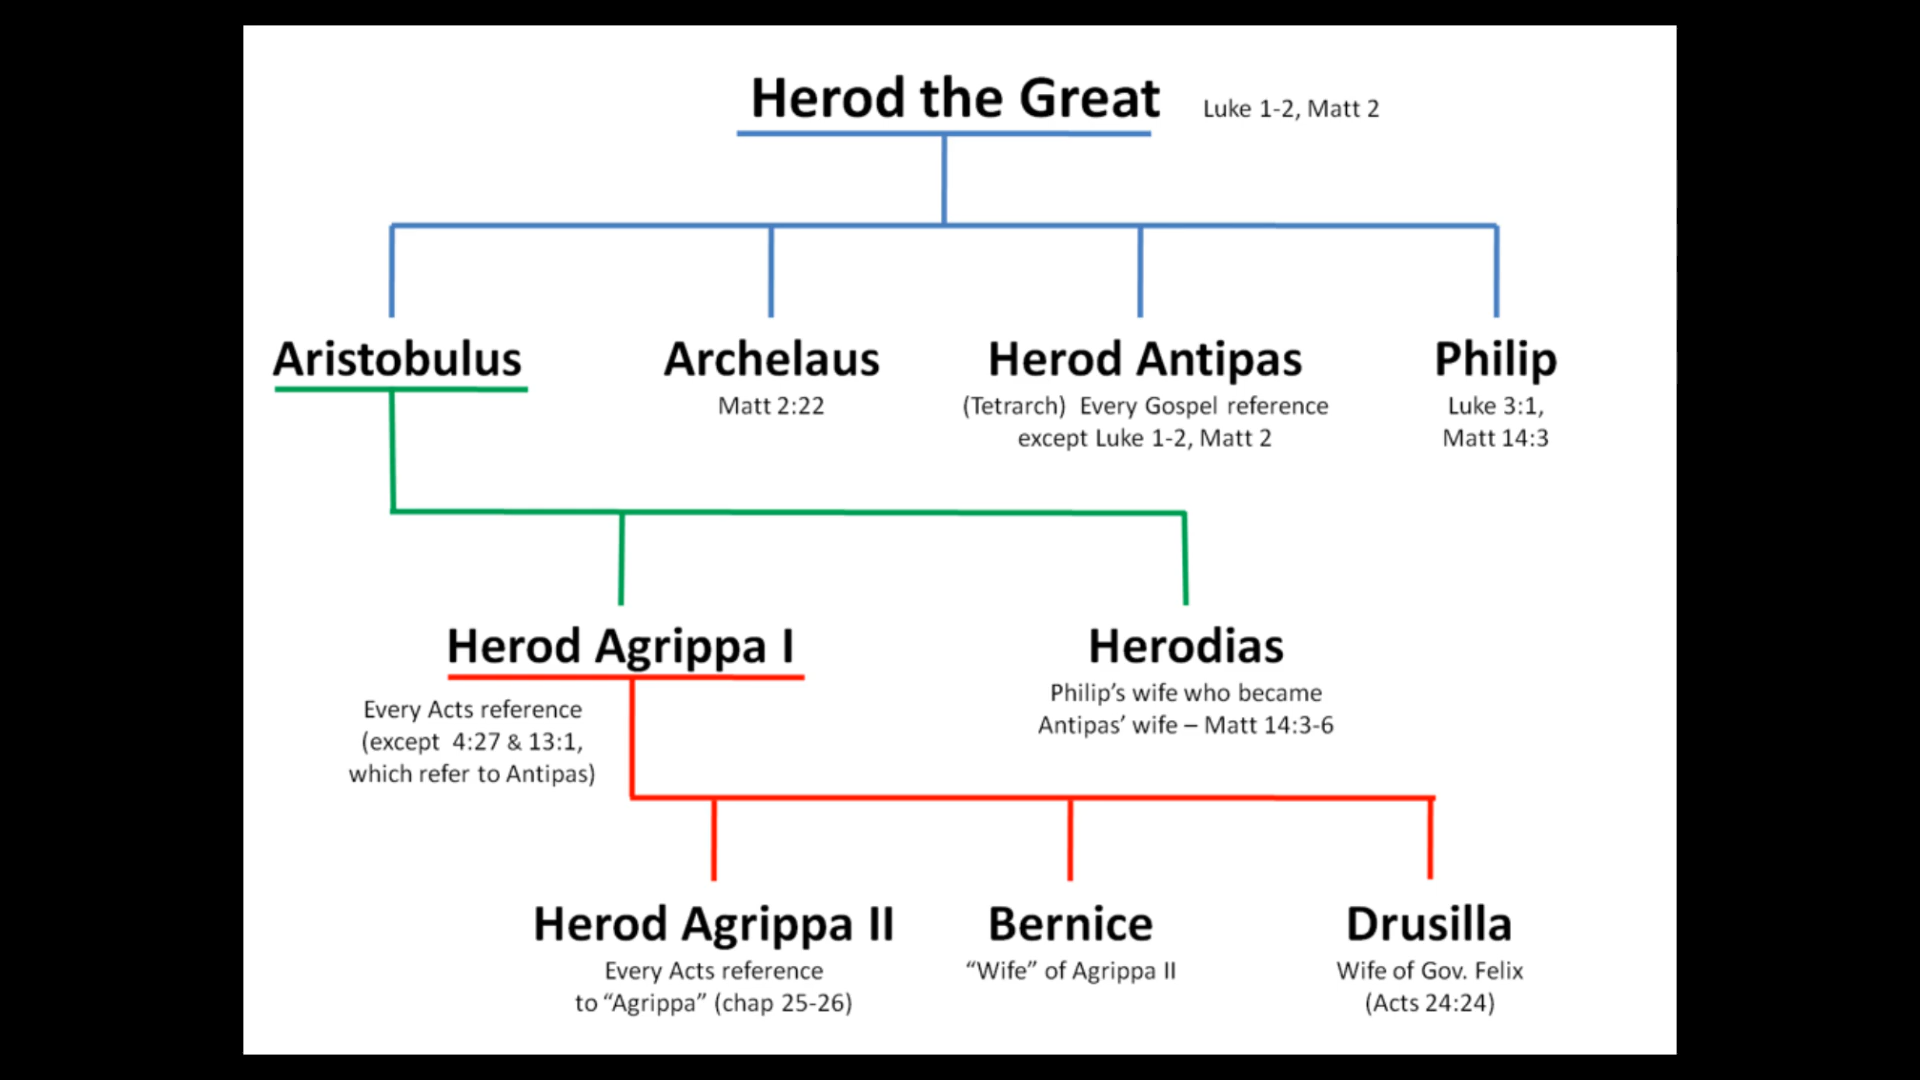 Herod the Great
Luke 1-2, Matt 2
Aristobulus
Archelaus
Matt 2:22
Herod Antipas
(Tetrarch) Every Gospel reference
except Luke 1-2, Matt 2
Philip
Luke 3:1,
Matt 14:3
Herod Agrippa I
Every Acts reference
(except 4:27 & 13:1,
which refer to Antipas)
Herodias
Philip’s wife who became
Antipas’ wife – Matt 14:3-6
Herod Agrippa II
Every Acts reference
to “Agrippa” (chap 25-26)
Bernice
“Wife” of Agrippa II
Drusilla
Wife of Gov. Felix
(Acts 24:24)